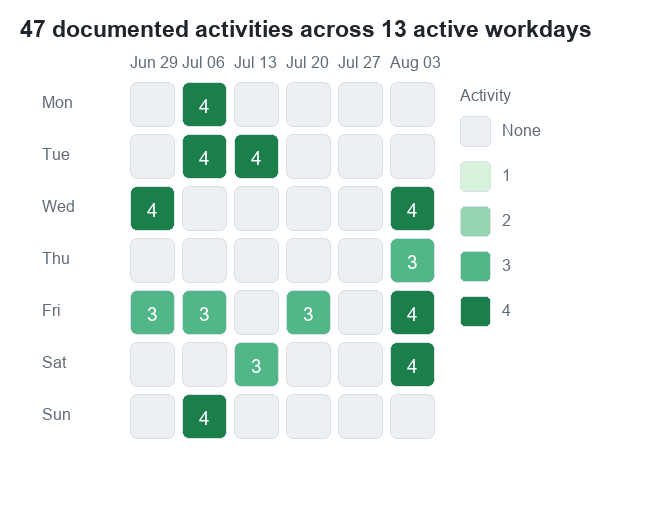 47 documented activities across 13 active workdays
Jun 29 Jul 06 Jul 13 Jul 20 Jul 27 Aug 03
Mon 4
Activity
None
Tue 4 4
1
Wed 4 4
2
Thu 3
3
Fri 3 3 3 4
4
Sat 3 4
Sun 4